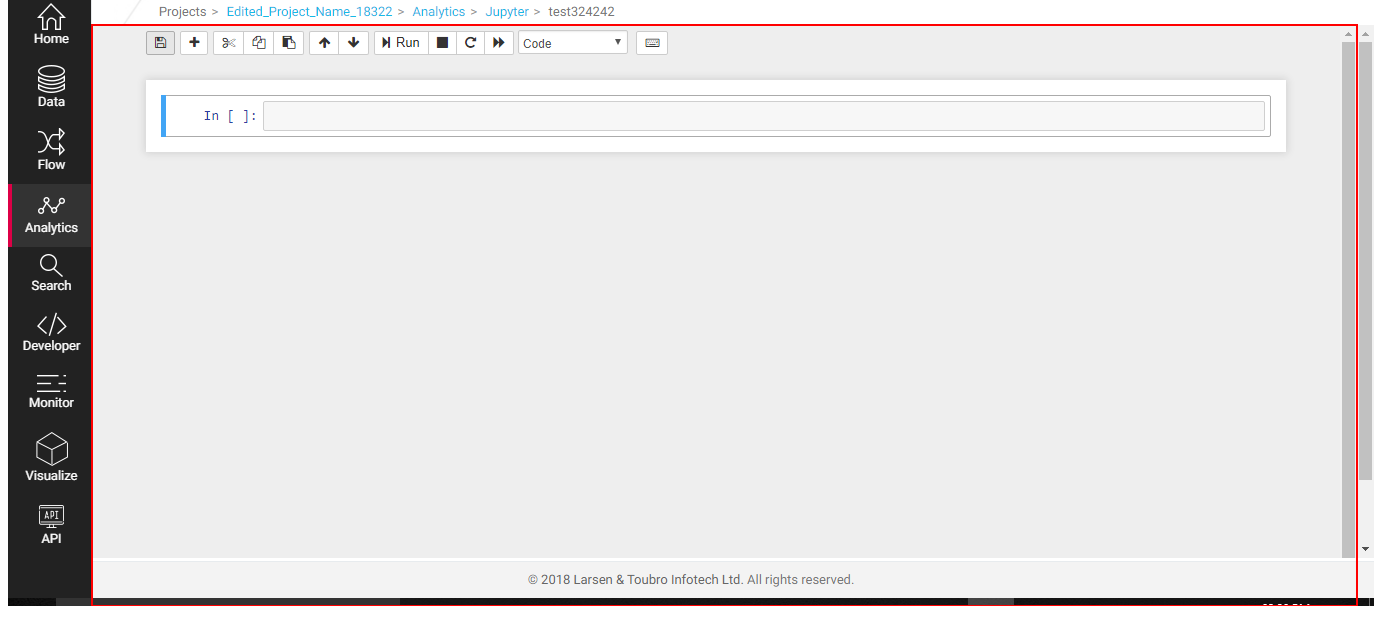 Projects > Edited_Project_Name_18322 > Analytics > Jupyter > test324242
Run Code
In [ ]:
Home
Data
Flow
Analytics
Search
Developer
Monitor
Visualize
API
API
© 2018 Larsen & Toubro Infotech Ltd. All rights reserved.